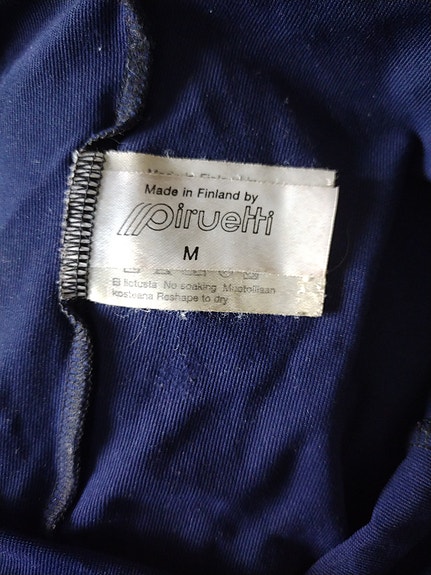 Made in Finland by
Piruetti
M
Ei liotusta No soaking Muotoillaan
kosteana Reshape to dry